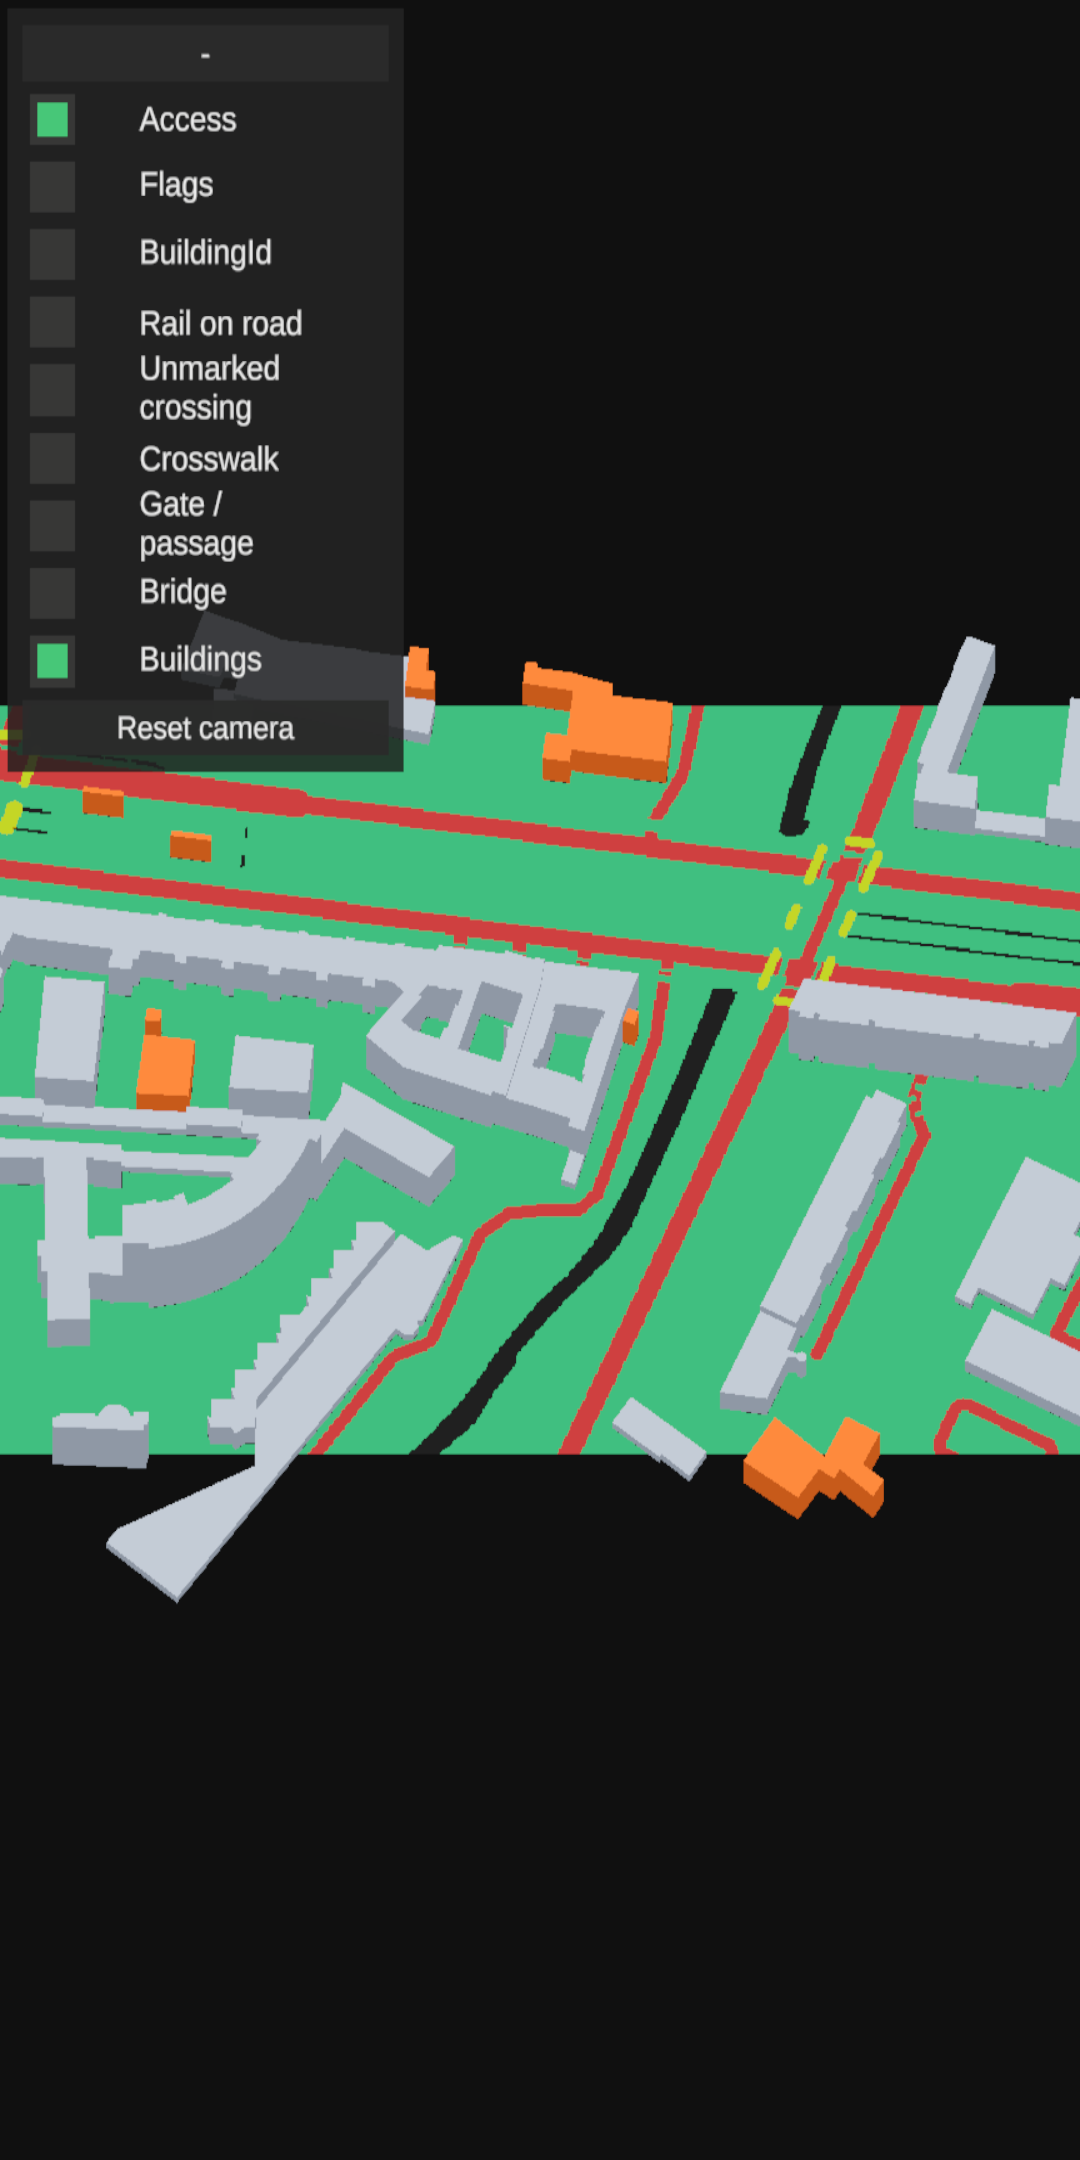 -
Access
Flags
BuildingId
Rail on road
Unmarked
crossing
Crosswalk
Gate /
passage
Bridge
Buildings
Reset camera